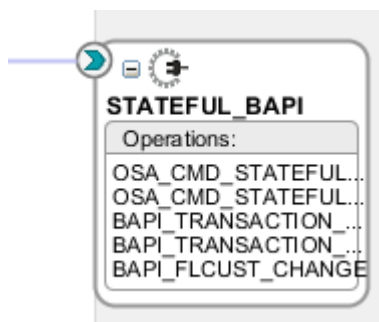 STATEFUL_BAPI
Operations:
OSA_CMD_STATEFUL...
OSA_CMD_STATEFUL...
BAPI_TRANSACTION_...
BAPI_TRANSACTION_...
BAPI_FLCUST_CHANGE